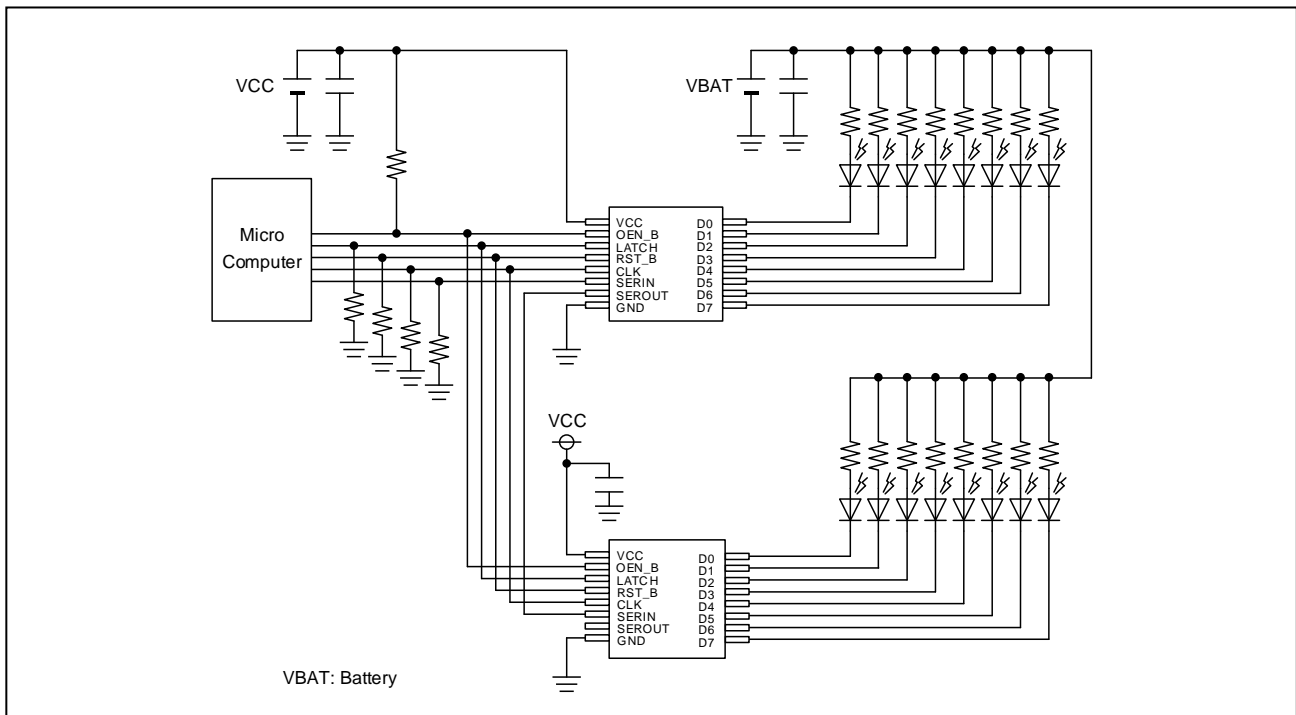 VCC
VBAT
Micro
Computer
VCC
OEN_B
LATCH
RST_B
CLK
SERIN
SEROUT
GND
D0
D1
D2
D3
D4
D5
D6
D7
VCC
VCC
OEN_B
LATCH
RST_B
CLK
SERIN
SEROUT
GND
D0
D1
D2
D3
D4
D5
D6
D7
VBAT: Battery